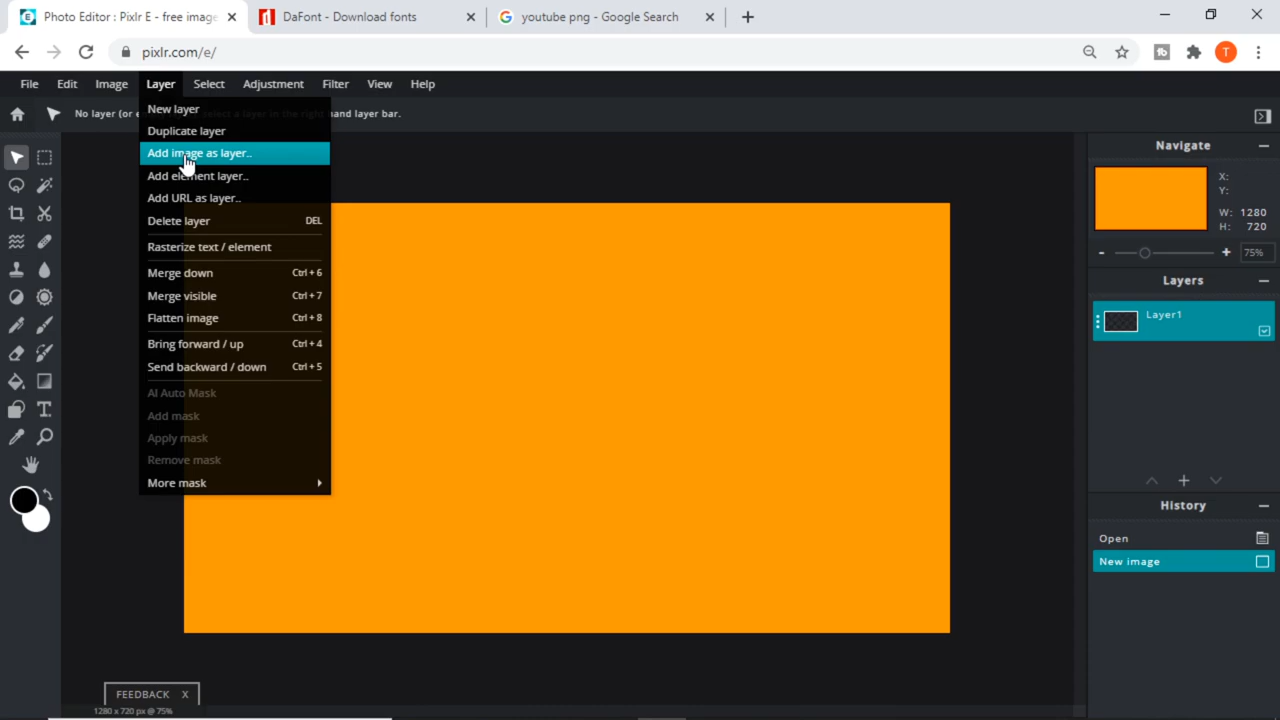 Photo Editor : Pixlr E - free image
DaFont - Download fonts
youtube png - Google Search
pixlr.com/e/
T
File Edit Image Layer Select Adjustment Filter View Help
No layer (or e
hand layer bar.
New layer
Duplicate layer
Add image as layer..
Add element layer..
Add URL as layer..
Delete layer DEL
Rasterize text / element
Merge down Ctrl + 6
Merge visible Ctrl + 7
Flatten image Ctrl + 8
Bring forward / up Ctrl + 4
Send backward / down Ctrl + 5
AI Auto Mask
Add mask
Apply mask
Remove mask
More mask
Navigate
X:
Y:
W: 1280
H: 720
75%
Layers
Layer1
History
Open
New image
FEEDBACK X
1280 x 720 px @ 75%